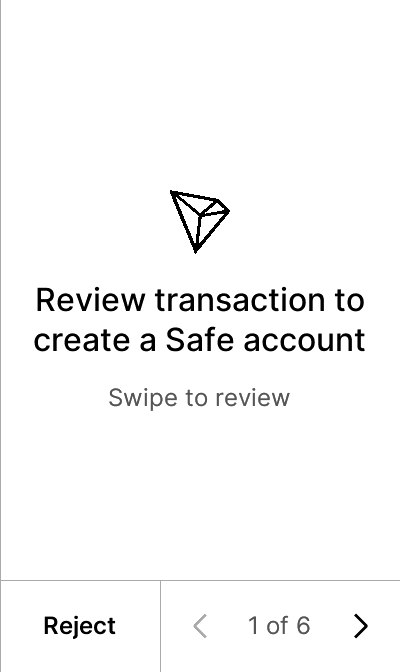 Review transaction to
create a Safe account
Swipe to review
Reject
1 of 6